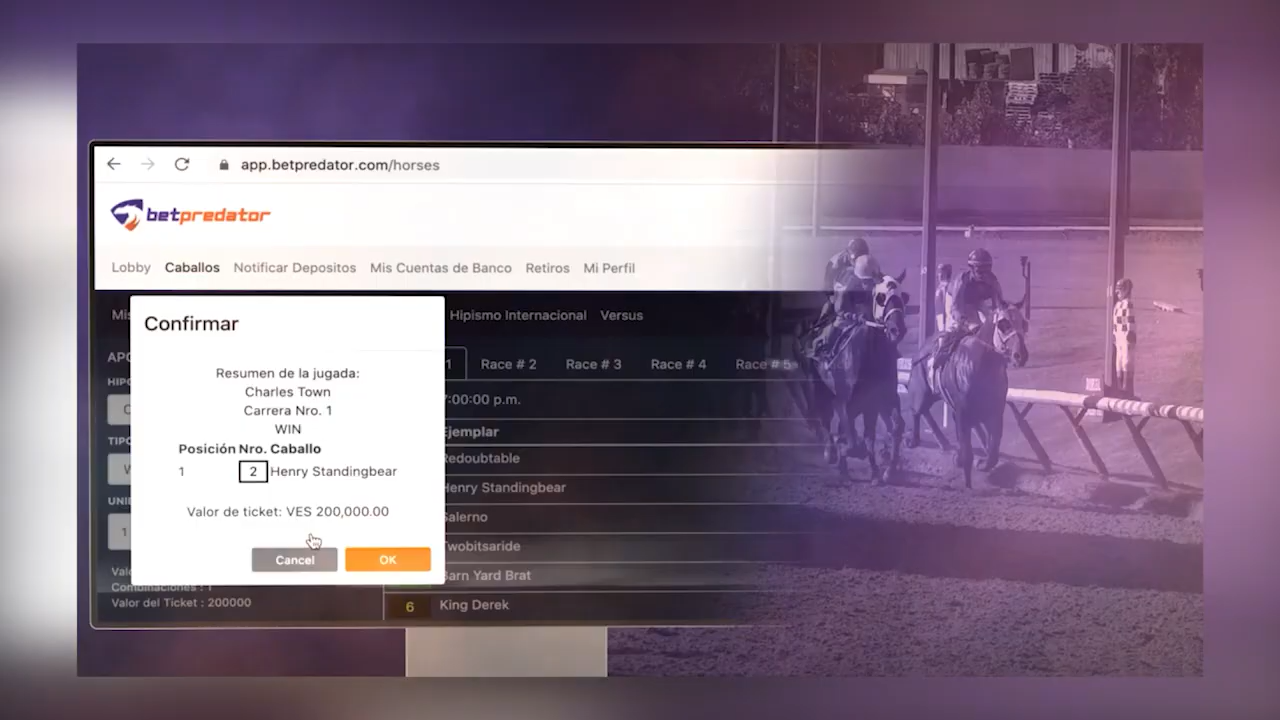 app.betpredator.com/horses
betpredator
Lobby Caballos Notificar Depositos Mis Cuentas de Banco Retiros Mi Perfil
Hipismo Internacional Versus
Confirmar
Resumen de la jugada:
Charles Town
Carrera Nro. 1
WIN
Posición Nro. Caballo
1 2 Henry Standingbear
Valor de ticket: VES 200,000.00
Cancel OK
1 Race # 2 Race # 3 Race # 4 Race # 5
:00:00 p.m.
Ejemplar
Redoubtable
Henry Standingbear
Salerno
Twobitsaride
Barn Yard Brat
6 King Derek
Combinaciones : 1
Valor del Ticket : 200000